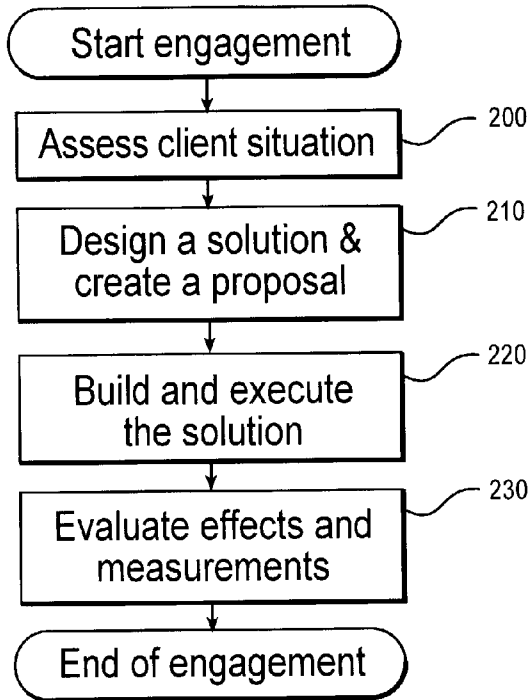 Start engagement
Assess client situation
200
Design a solution &
create a proposal
210
Build and execute
the solution
220
Evaluate effects and
measurements
230
End of engagement